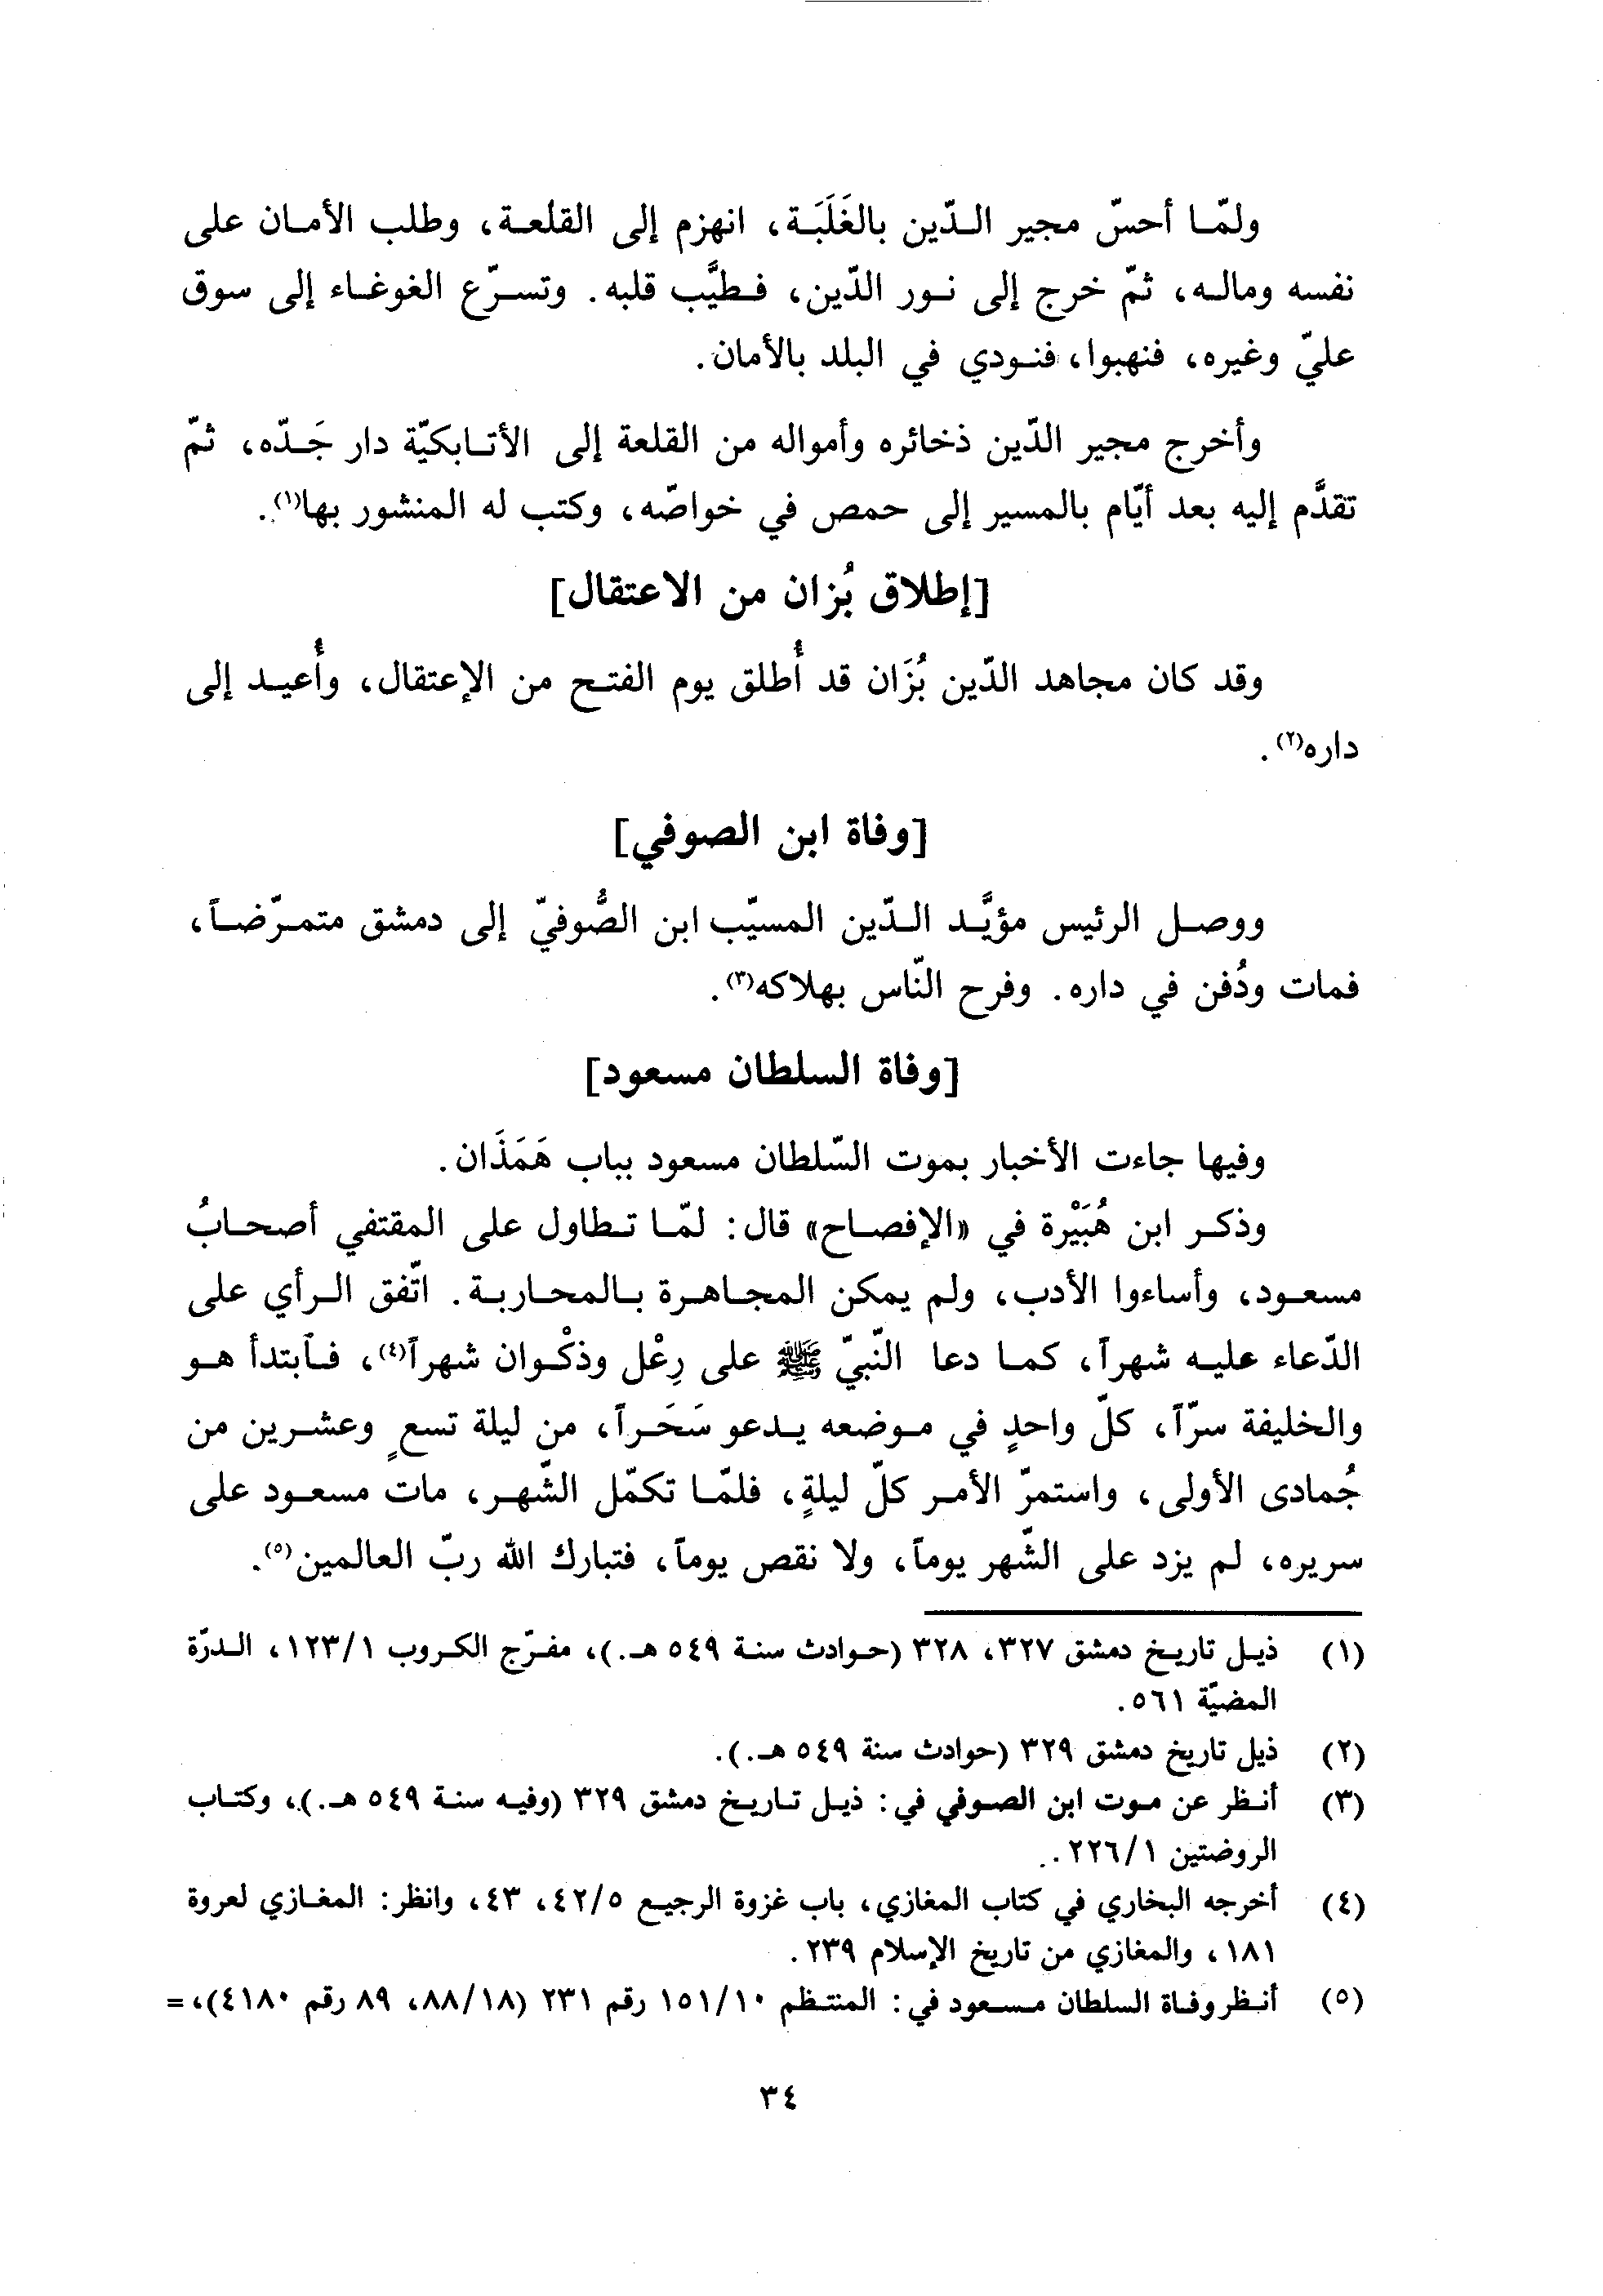 ولمّا أحسّ مجير الدّين بالغَلَبَة، انهزم إلى القلعة، وطلب الأمان على
نفسه وماله، ثمّ خرج إلى نور الدّين، فطيَّب قلبه. وتسرّع الغوغاء إلى سوق
عليّ وغيره، فنهبوا، فنودي في البلد بالأمان.
وأخرج مجير الدّين ذخائره وأمواله من القلعة إلى الأتابكيّة دار جَدّه، ثمّ
تقدَّم إليه بعد أيّام بالمسير إلى حمص في خواصّه، وكتب له المنشور بها(١).
[إطلاق بُزان من الاعتقال]
وقد كان مجاهد الدّين بُزَان قد أُطلق يوم الفتح من الإعتقال، وأُعيد إلى
داره(٢).
[وفاة ابن الصوفي]
ووصل الرئيس مؤيَّد الدّين المسيّب ابن الصُّوفيّ إلى دمشق متمرّضاً،
فمات ودُفن في داره. وفرح النّاس بهلاكه(٣).
[وفاة السلطان مسعود]
وفيها جاءت الأخبار بموت السّلطان مسعود بباب هَمَذَان.
وذكر ابن هُبَيْرة في «الإفصاح» قال: لمّا تطاول على المقتفي أصحابُ
مسعود، وأساءوا الأدب، ولم يمكن المجاهرة بالمحاربة. اتّفق الرأي على
الدّعاء عليه شهراً، كما دعا النّبيّ ﷺ على رِعْل وذكْوان شهراً(٤)، فأبتدأ هو
والخليفة سرّاً، كلّ واحدٍ في موضعه يدعو سَحَراً، من ليلة تسعٍ وعشرين من
جُمادى الأولى، واستمرّ الأمر كلّ ليلةٍ، فلمّا تكمّل الشّهر، مات مسعود على
سريره، لم يزد على الشّهر يوماً، ولا نقص يوماً، فتبارك الله ربّ العالمين(٥).
(١) ذيل تاريخ دمشق ٣٢٧، ٣٢٨ (حوادث سنة ٥٤٩ هـ.)، مفرّج الكروب ١/١٢٣، الدرّة
المضيّة ٥٦١.
(٢) ذيل تاريخ دمشق ٣٢٩ (حوادث سنة ٥٤٩ هـ.).
(٣) أنظر عن موت ابن الصوفي في: ذيل تاريخ دمشق ٣٢٩ (وفيه سنة ٥٤٩ هـ.)، وكتاب
الروضتين ١/٢٢٦.
(٤) أخرجه البخاري في كتاب المغازي، باب غزوة الرجيع ٥/٤٢، ٤٣، وانظر: المغازي لعروة
١٨١، والمغازي من تاريخ الإسلام ٢٣٩.
(٥) أنظر وفاة السلطان مسعود في: المنتظم ١٠/١٥١ رقم ٢٣١ (١٨/٨٨، ٨٩ رقم ٤١٨٠)، =
٣٤